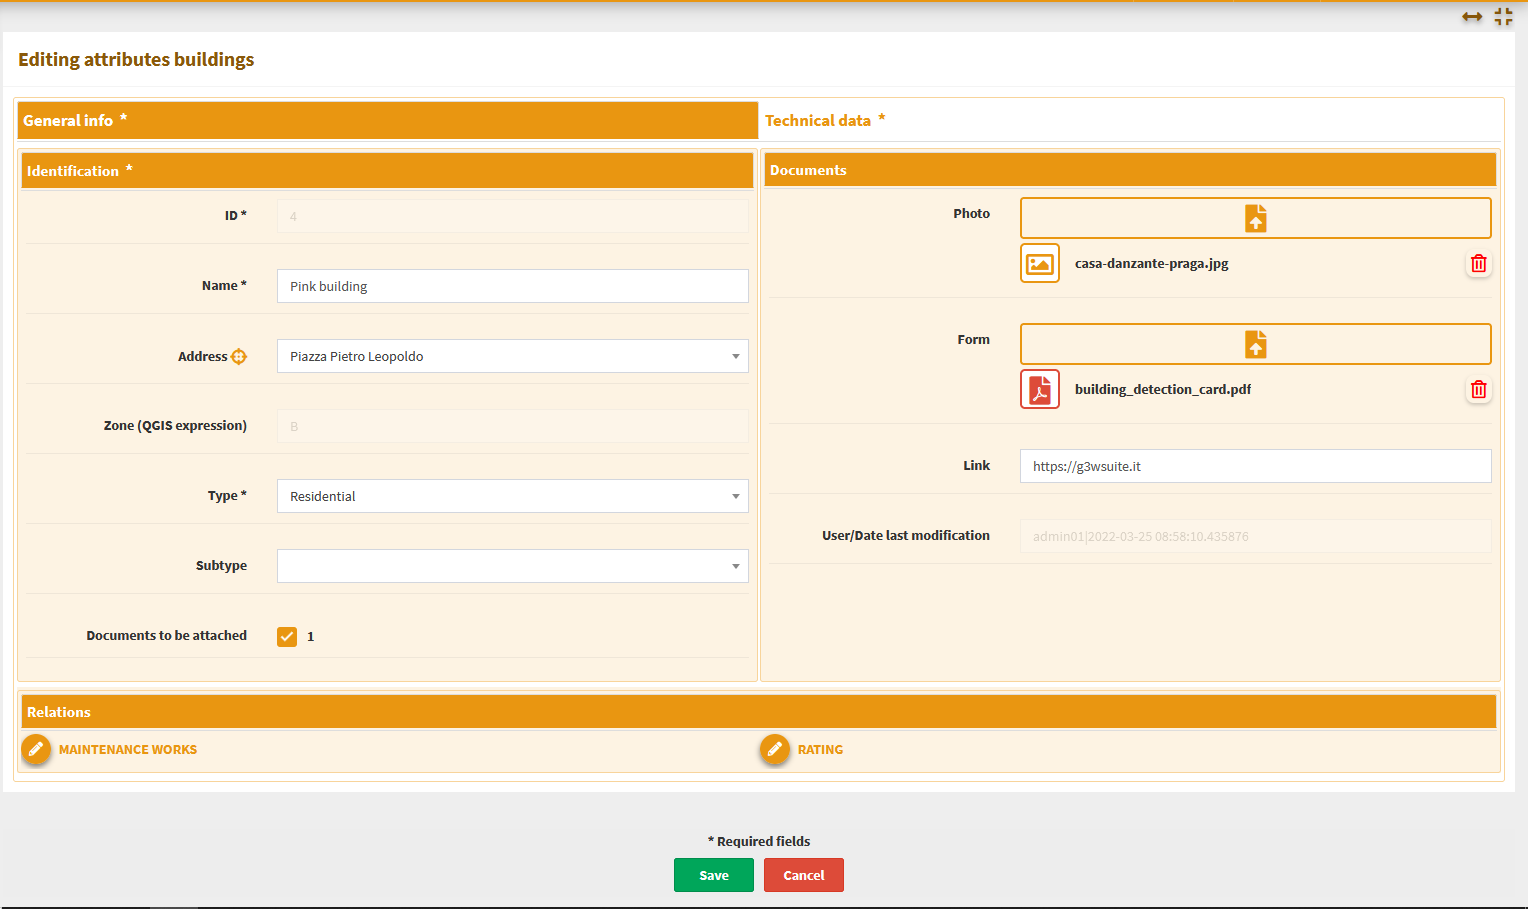 Editing attributes buildings
General info *
Technical data *
Identification *
ID *
4
Name *
Pink building
Address
Piazza Pietro Leopoldo
Zone (QGIS expression)
B
Type *
Residential
Subtype
Documents to be attached
1
Documents
Photo
casa-danzante-praga.jpg
Form
building_detection_card.pdf
Link
https://g3wsuite.it
User/Date last modification
admin01|2022-03-25 08:58:10.435876
Relations
MAINTENANCE WORKS
RATING
* Required fields
Save
Cancel